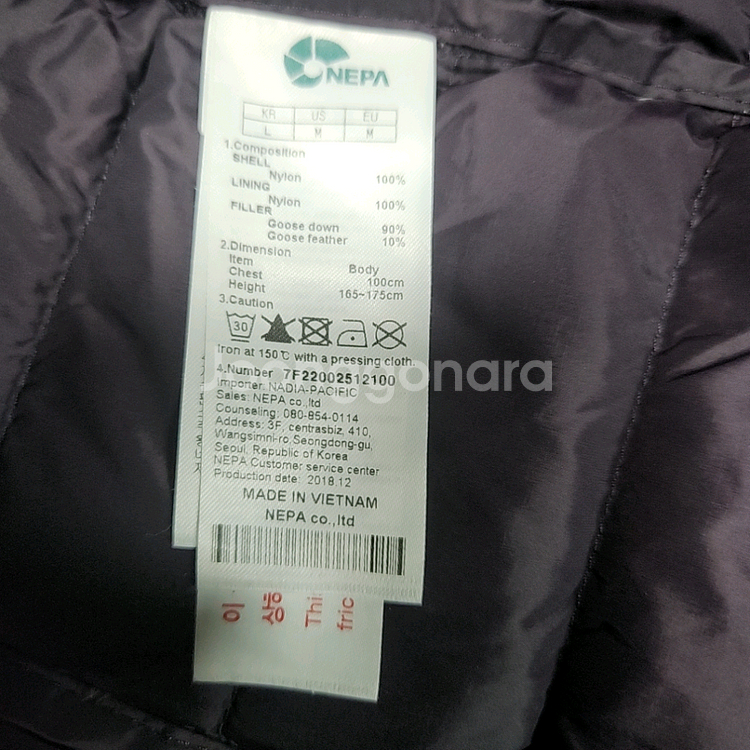 NEPA
KR US EU
L M M
1.Composition
SHELL
Nylon 100%
LINING
Nylon 100%
FILLER
Goose down 90%
Goose feather 10%
2.Dimension
Item Body
Chest 100cm
Height 165~175cm
3.Caution
30
Iron at 150℃ with a pressing cloth.
4.Number 7F22002512100
Importer: NADIA-PACIFIC
Sales: NEPA co.,ltd
Counseling: 080-854-0114
Address: 3F, centrasbiz, 410,
Wangsimni-ro,Seongdong-gu,
Seoul, Republic of Korea
NEPA Customer service center
Production date: 2018.12
MADE IN VIETNAM
NEPA co.,ltd
이
상
Thi
fric
Joonggonara